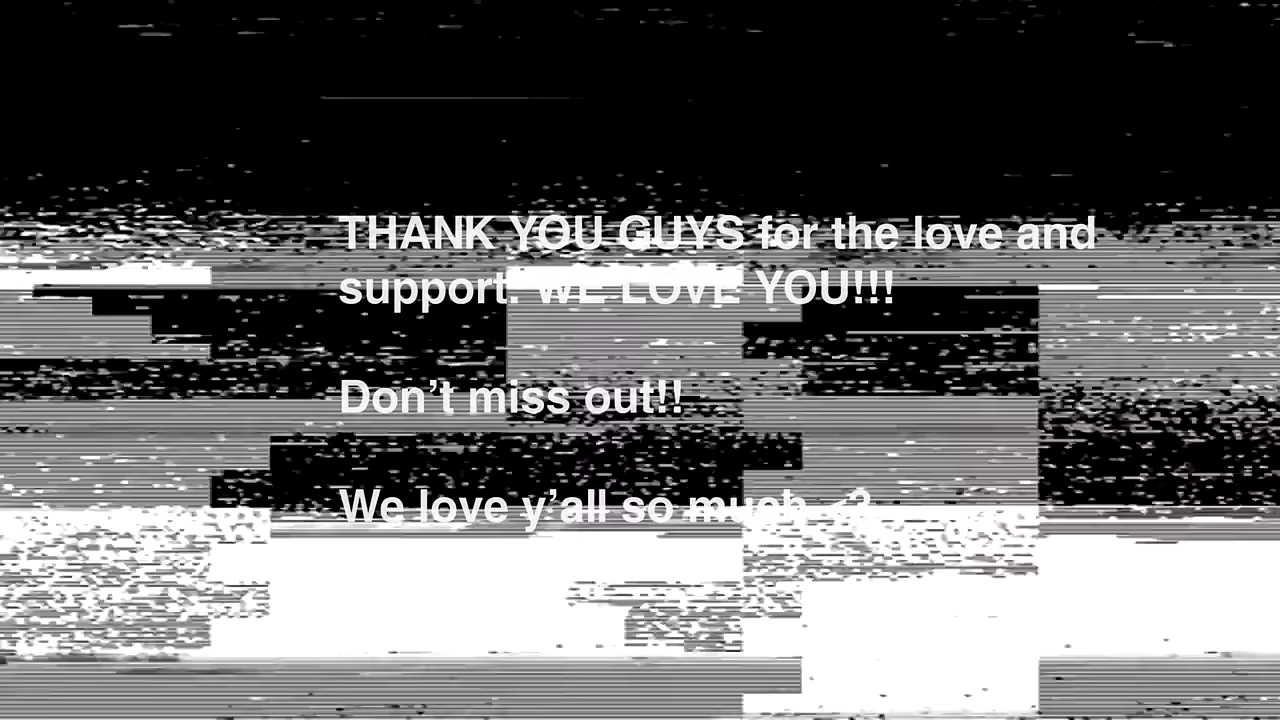 THANK YOU GUYS for the love and
support. WE LOVE YOU!!!
Don’t miss out!!
We love y’all so much <3